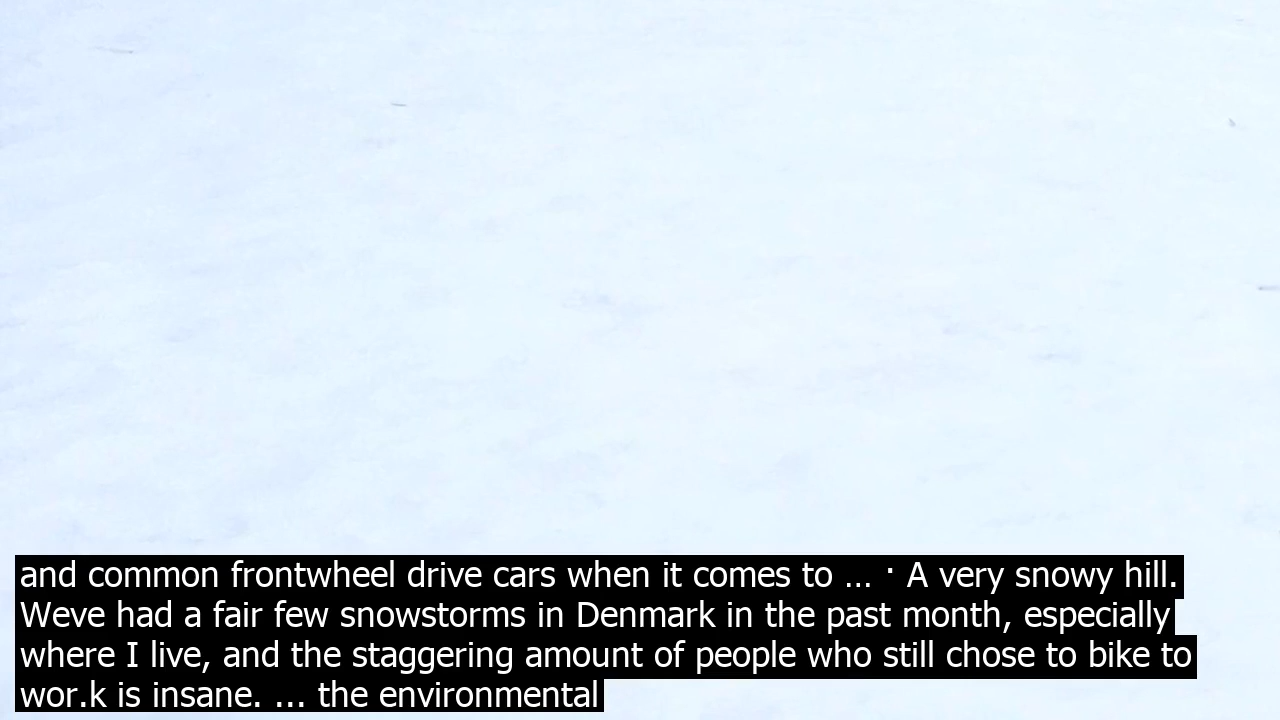 and common frontwheel drive cars when it comes to ... · A very snowy hill.
Weve had a fair few snowstorms in Denmark in the past month, especially
where I live, and the staggering amount of people who still chose to bike to
wor.k is insane. ... the environmental